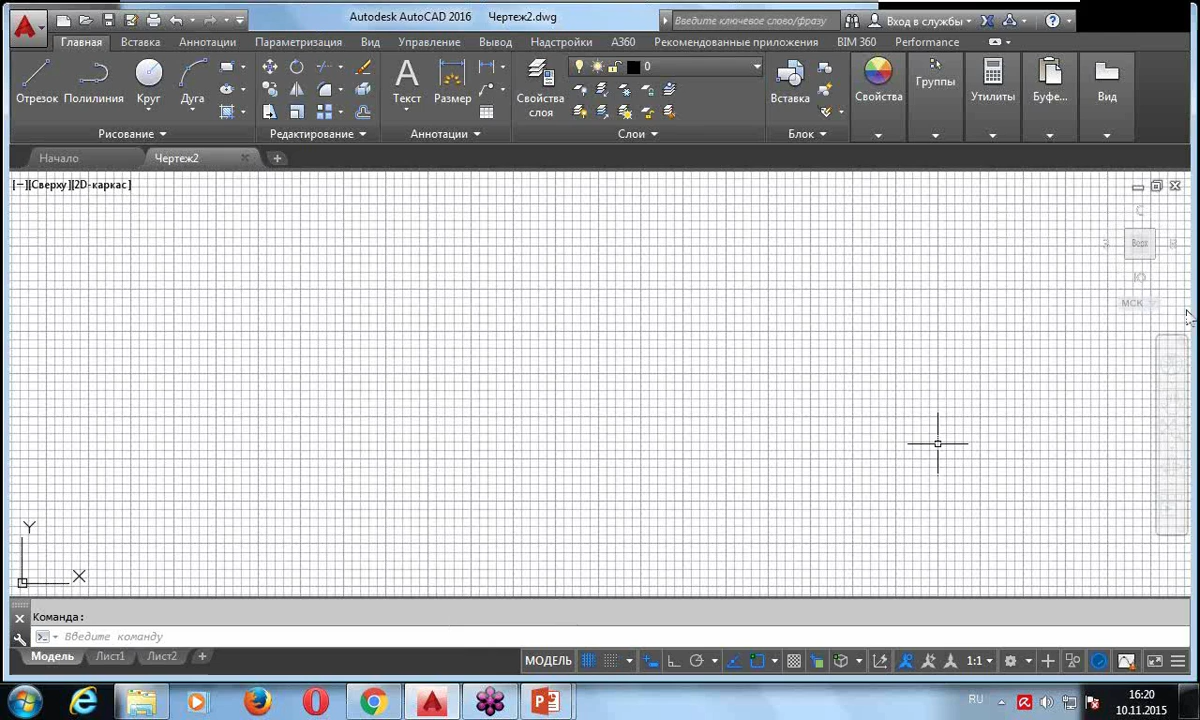 Autodesk AutoCAD 2016 Чертеж2.dwg
Введите ключевое слово/фразу
Вход в службы
Главная Вставка Аннотации Параметризация Вид Управление Вывод Надстройки A360 Рекомендованные приложения BIM 360 Performance
Отрезок Полилиния Круг Дуга
Рисование
Редактирование
Текст Размер
Аннотации
Свойства слоя
0
Слои
Вставка
Блок
Свойства
Группы
Утилиты
Буфе...
Вид
Начало Чертеж2
[−][Сверху][2D-каркас]
С
З Верх В
Ю
МСК
Y
X
Команда:
Введите команду
Модель Лист1 Лист2
МОДЕЛЬ 1:1
RU
16:20
10.11.2015